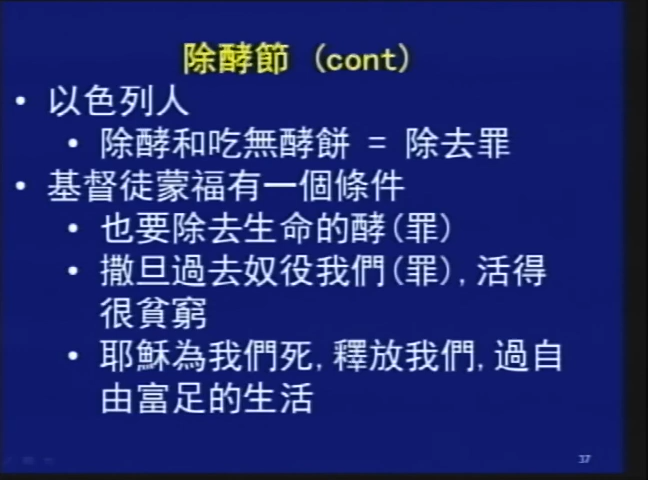 除酵節 (cont)
• 以色列人
• 除酵和吃無酵餅 = 除去罪
• 基督徒蒙福有一個條件
• 也要除去生命的酵(罪)
• 撒旦過去奴役我們(罪),活得
很貧窮
• 耶穌為我們死,釋放我們,過自
由富足的生活
37